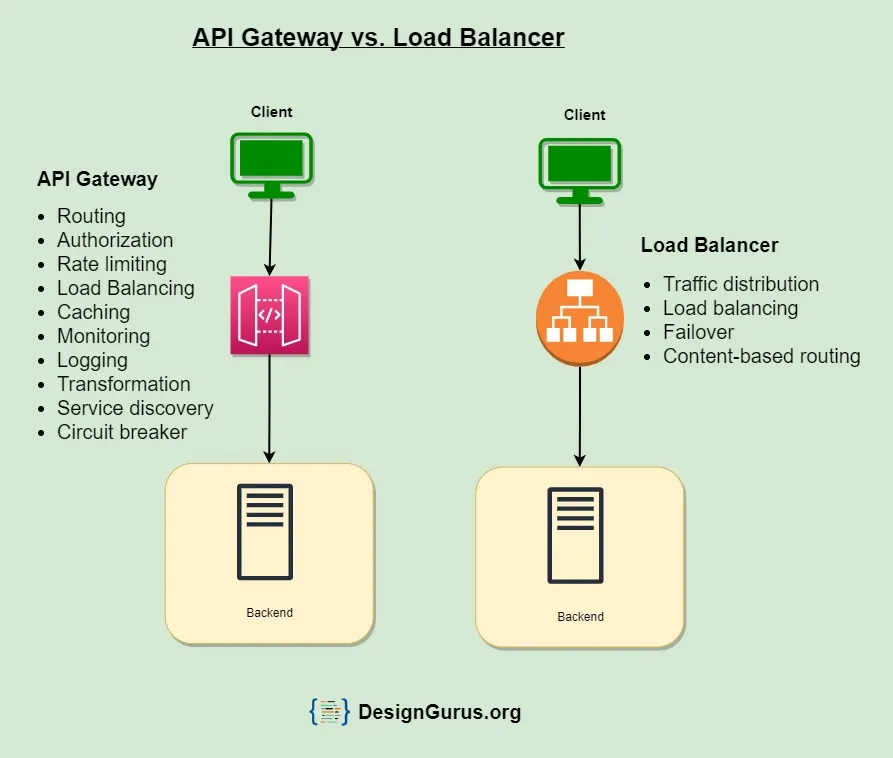 API Gateway vs. Load Balancer
Client
API Gateway
• Routing
• Authorization
• Rate limiting
• Load Balancing
• Caching
• Monitoring
• Logging
• Transformation
• Service discovery
• Circuit breaker
</>
Backend
Client
Load Balancer
• Traffic distribution
• Load balancing
• Failover
• Content-based routing
Backend
DesignGurus.org